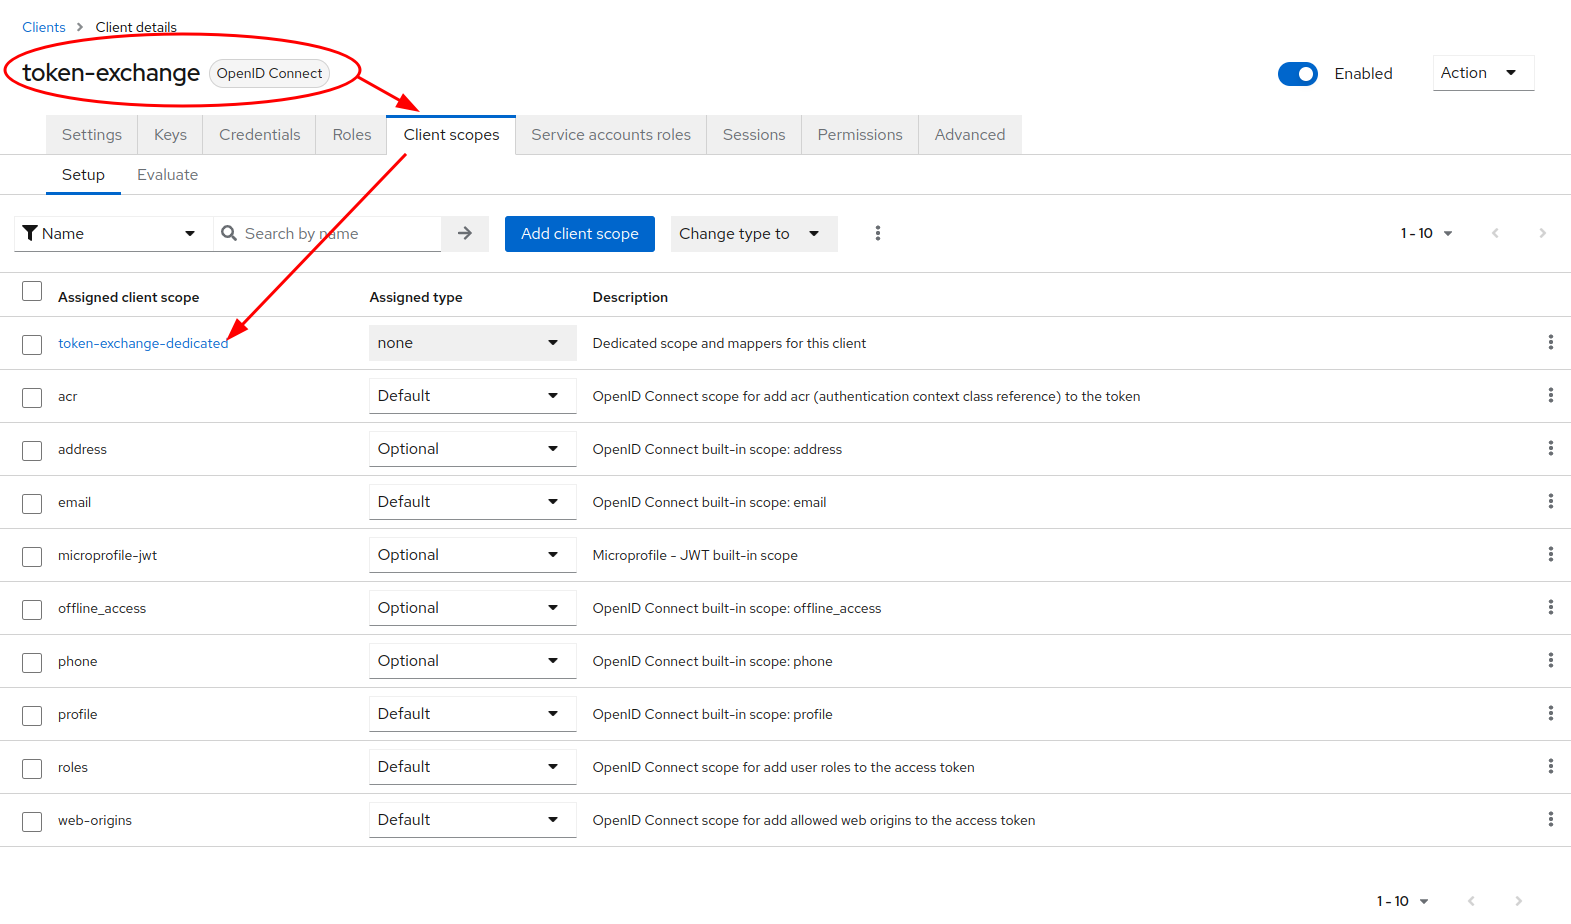 Clients > Client details
token-exchange OpenID Connect Enabled Action
Settings Keys Credentials Roles Client scopes Service accounts roles Sessions Permissions Advanced
Setup Evaluate
Name Search by name Add client scope Change type to 1 - 10
Assigned client scope Assigned type Description
token-exchange-dedicated none Dedicated scope and mappers for this client
acr Default OpenID Connect scope for add acr (authentication context class reference) to the token
address Optional OpenID Connect built-in scope: address
email Default OpenID Connect built-in scope: email
microprofile-jwt Optional Microprofile - JWT built-in scope
offline_access Optional OpenID Connect built-in scope: offline_access
phone Optional OpenID Connect built-in scope: phone
profile Default OpenID Connect built-in scope: profile
roles Default OpenID Connect scope for add user roles to the access token
web-origins Default OpenID Connect scope for add allowed web origins to the access token
1 - 10